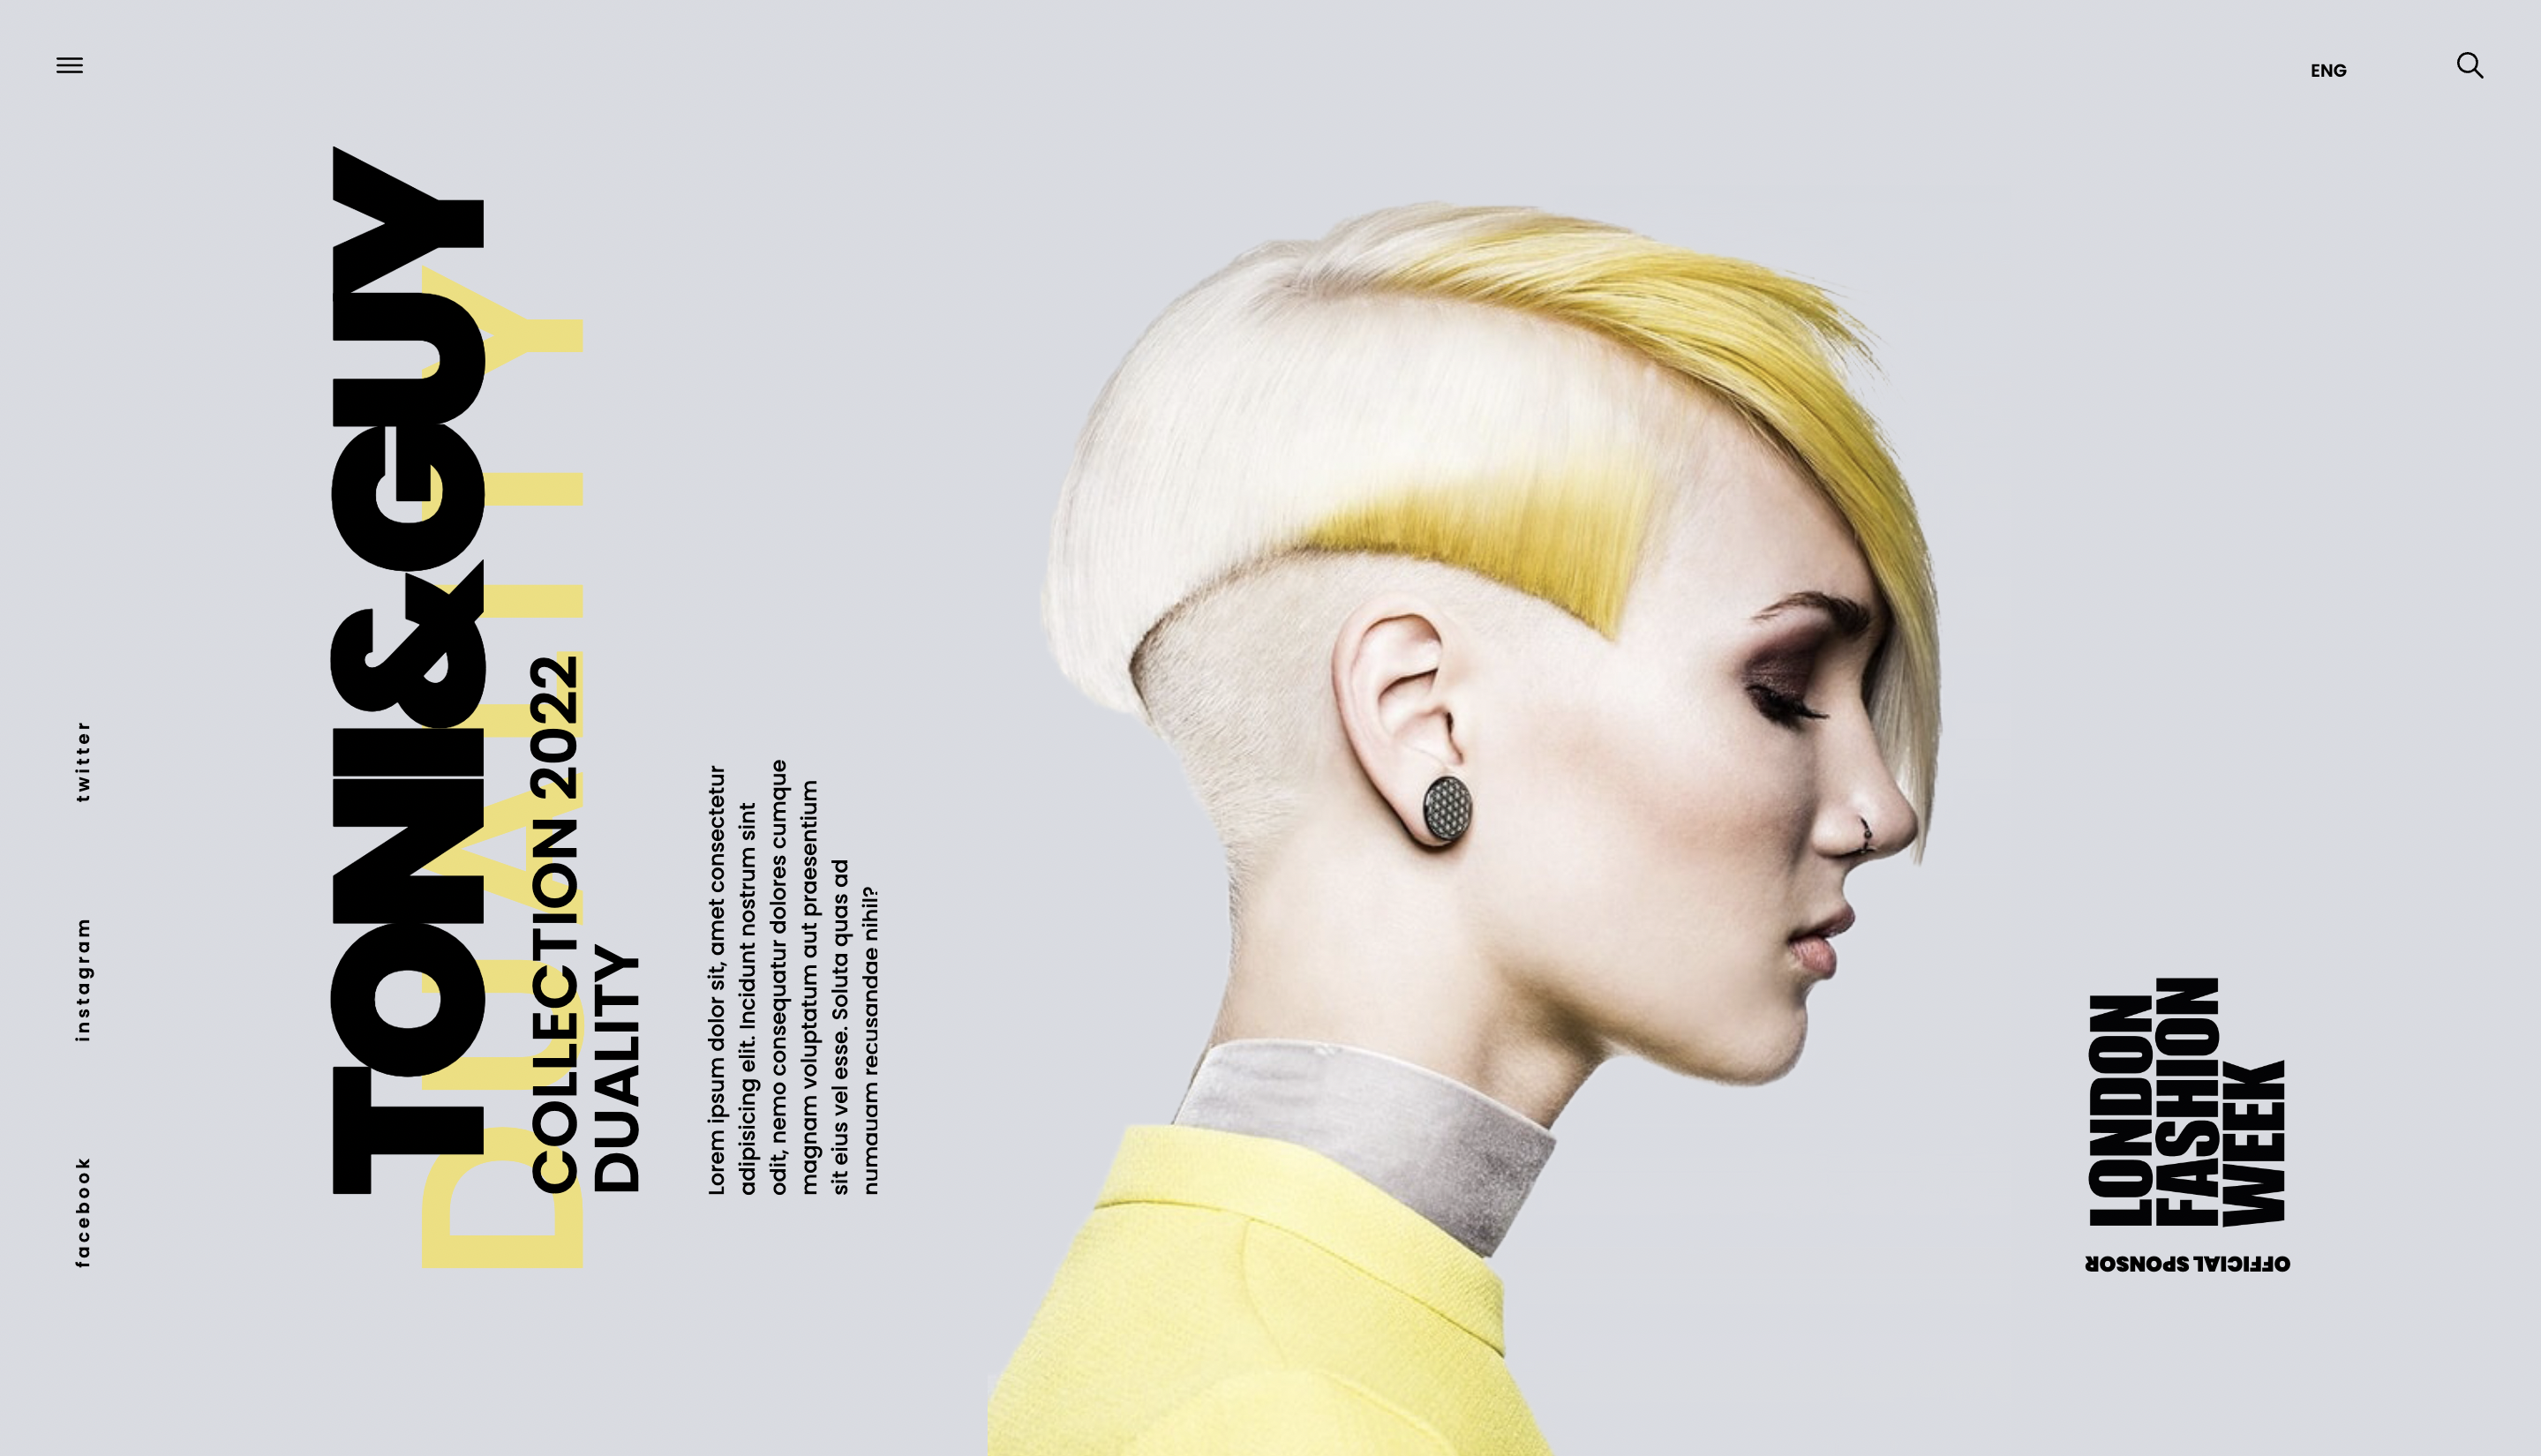 ENG
TONI&GUY
DUALITY
COLLECTION 2022
DUALITY
Lorem ipsum dolor sit, amet consectetur
adipisicing elit. Incidunt nostrum sint
odit, nemo consequatur dolores cumque
magnam voluptatum aut praesentium
sit eius vel esse. Soluta quas ad
numauam recusandae nihil?
twitter
instagram
facebook
LONDON
FASHION
WEEK
OFFICIAL SPONSOR